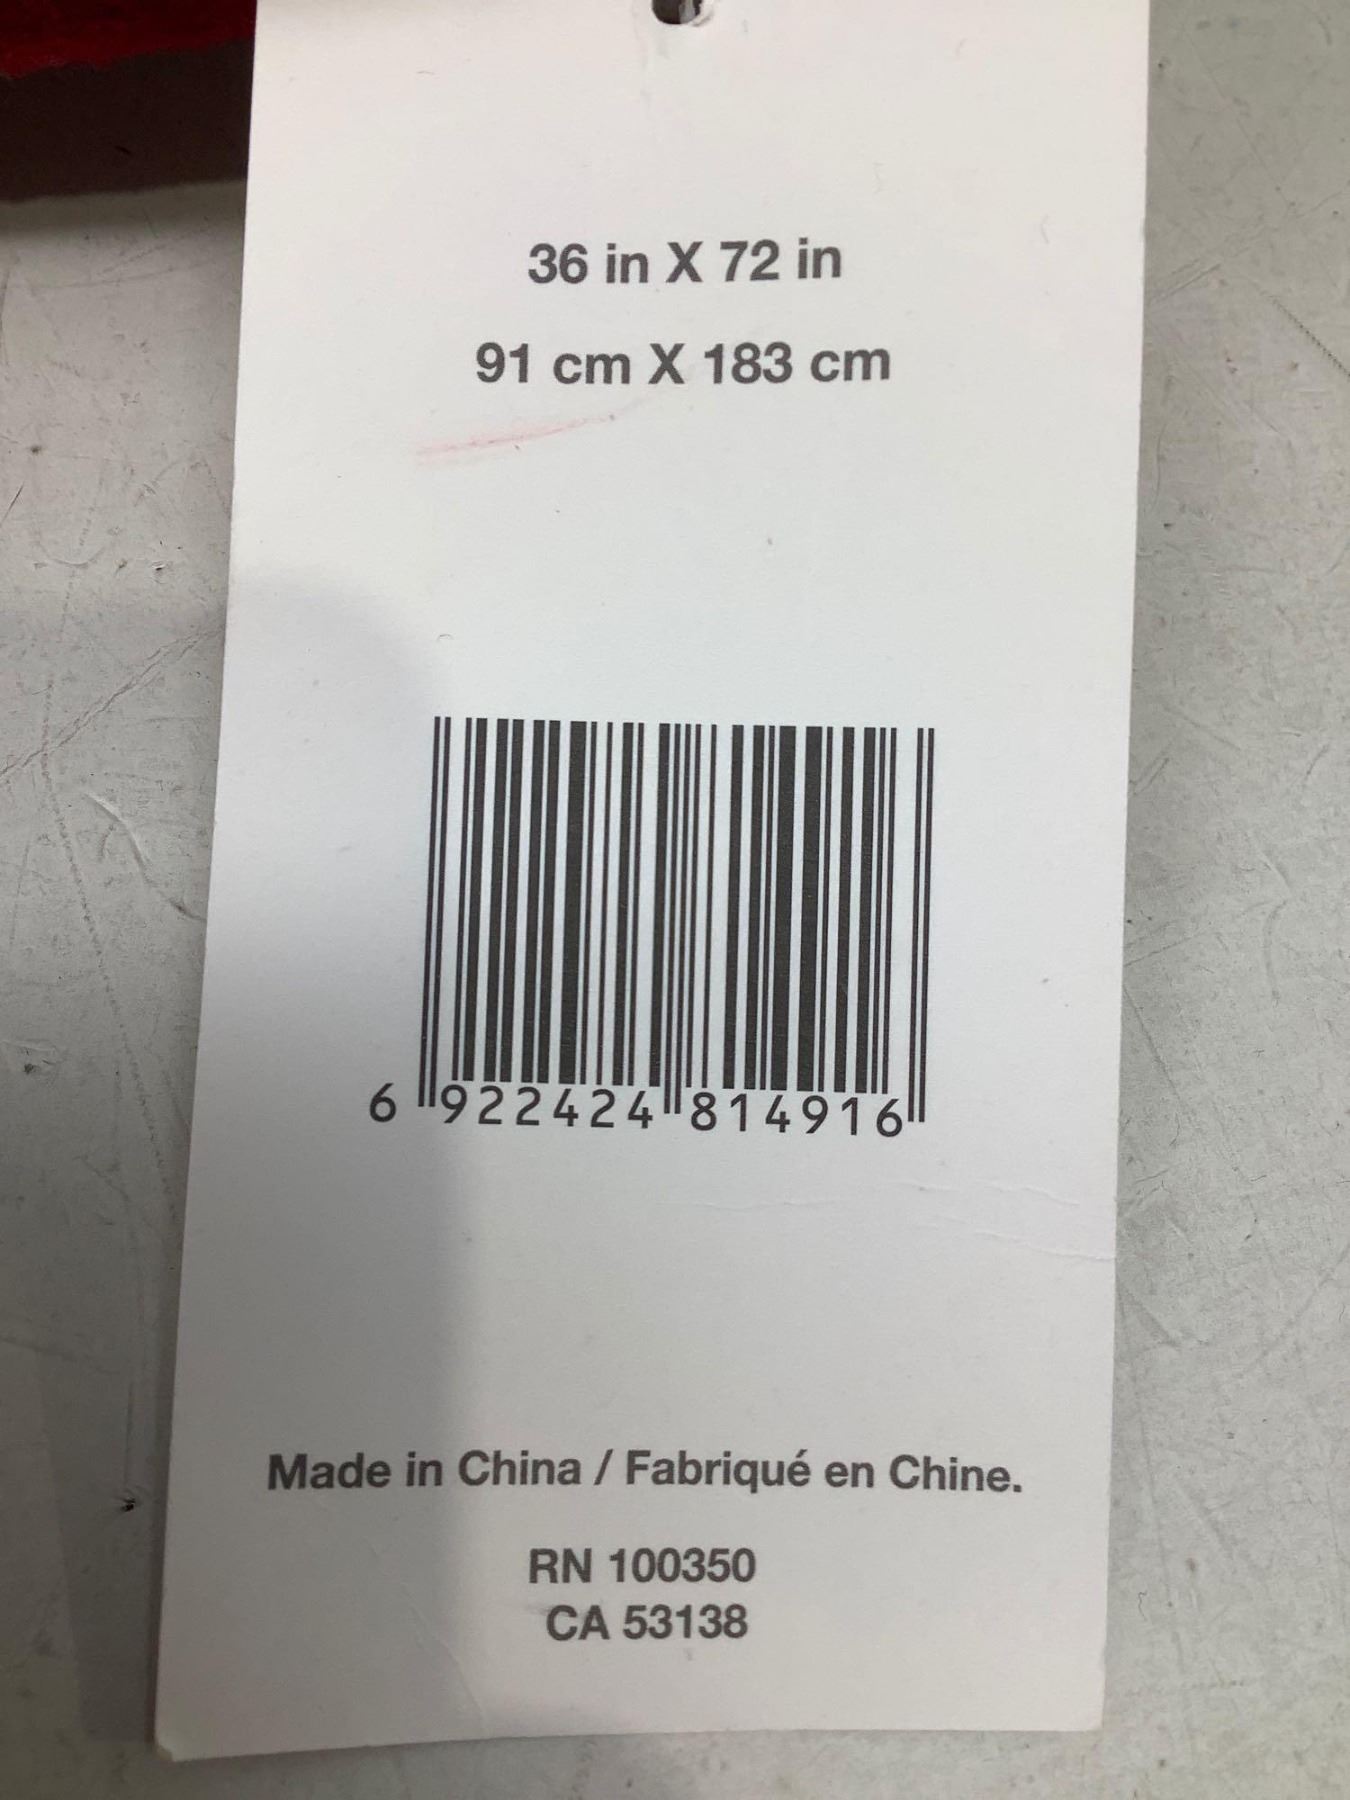 36 in X 72 in
91 cm X 183 cm
6 922424 814916
Made in China / Fabriqué en Chine.
RN 100350
CA 53138